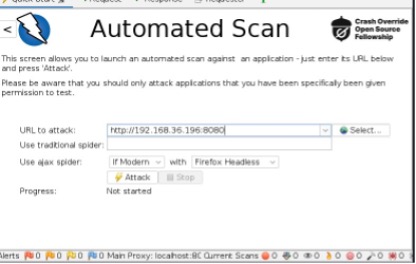 Quick Start Request Response Requester
< Automated Scan
Crash Override
Open Source
Fellowship
This screen allows you to launch an automated scan against an application - just enter its URL below
and press 'Attack'.
Please be aware that you should only attack applications that you have been specifically been given
permission to test.
URL to attack: http://192.168.36.196:8080 Select...
Use traditional spider:
Use ajax spider: If Modern with Firefox Headless
Attack Stop
Progress: Not started
Alerts 0 0 0 0 Main Proxy: localhost:8 Current Scans 0 0 0 0 0 0 0